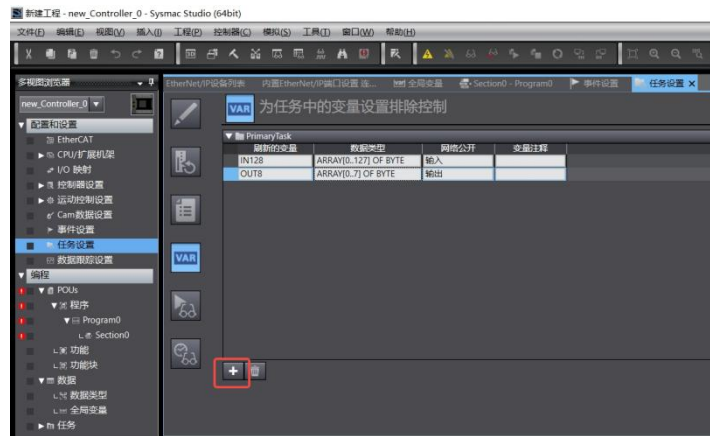 新建工程 - new_Controller_0 - Sysmac Studio (64bit)
文件(F) 编辑(E) 视图(V) 插入(I) 工程(P) 控制器(C) 模拟(S) 工具(T) 窗口(W) 帮助(H)
多视图浏览器
EtherNet/IP设备列表 内置EtherNet/IP端口设置 连... 全局变量 Section0 - Program0 事件设置 任务设置
new_Controller_0
VAR 为任务中的变量设置排除控制
配置和设置
EtherCAT
CPU/扩展机架
I/O 映射
控制器设置
运动控制设置
Cam数据设置
事件设置
任务设置
数据跟踪设置
编程
POUs
程序
Program0
Section0
功能
功能块
数据
数据类型
全局变量
任务
VAR
PrimaryTask
刷新的变量 数据类型 网络公开 变量注释
IN128 ARRAY[0..127] OF BYTE 输入
OUT8 ARRAY[0..7] OF BYTE 输出